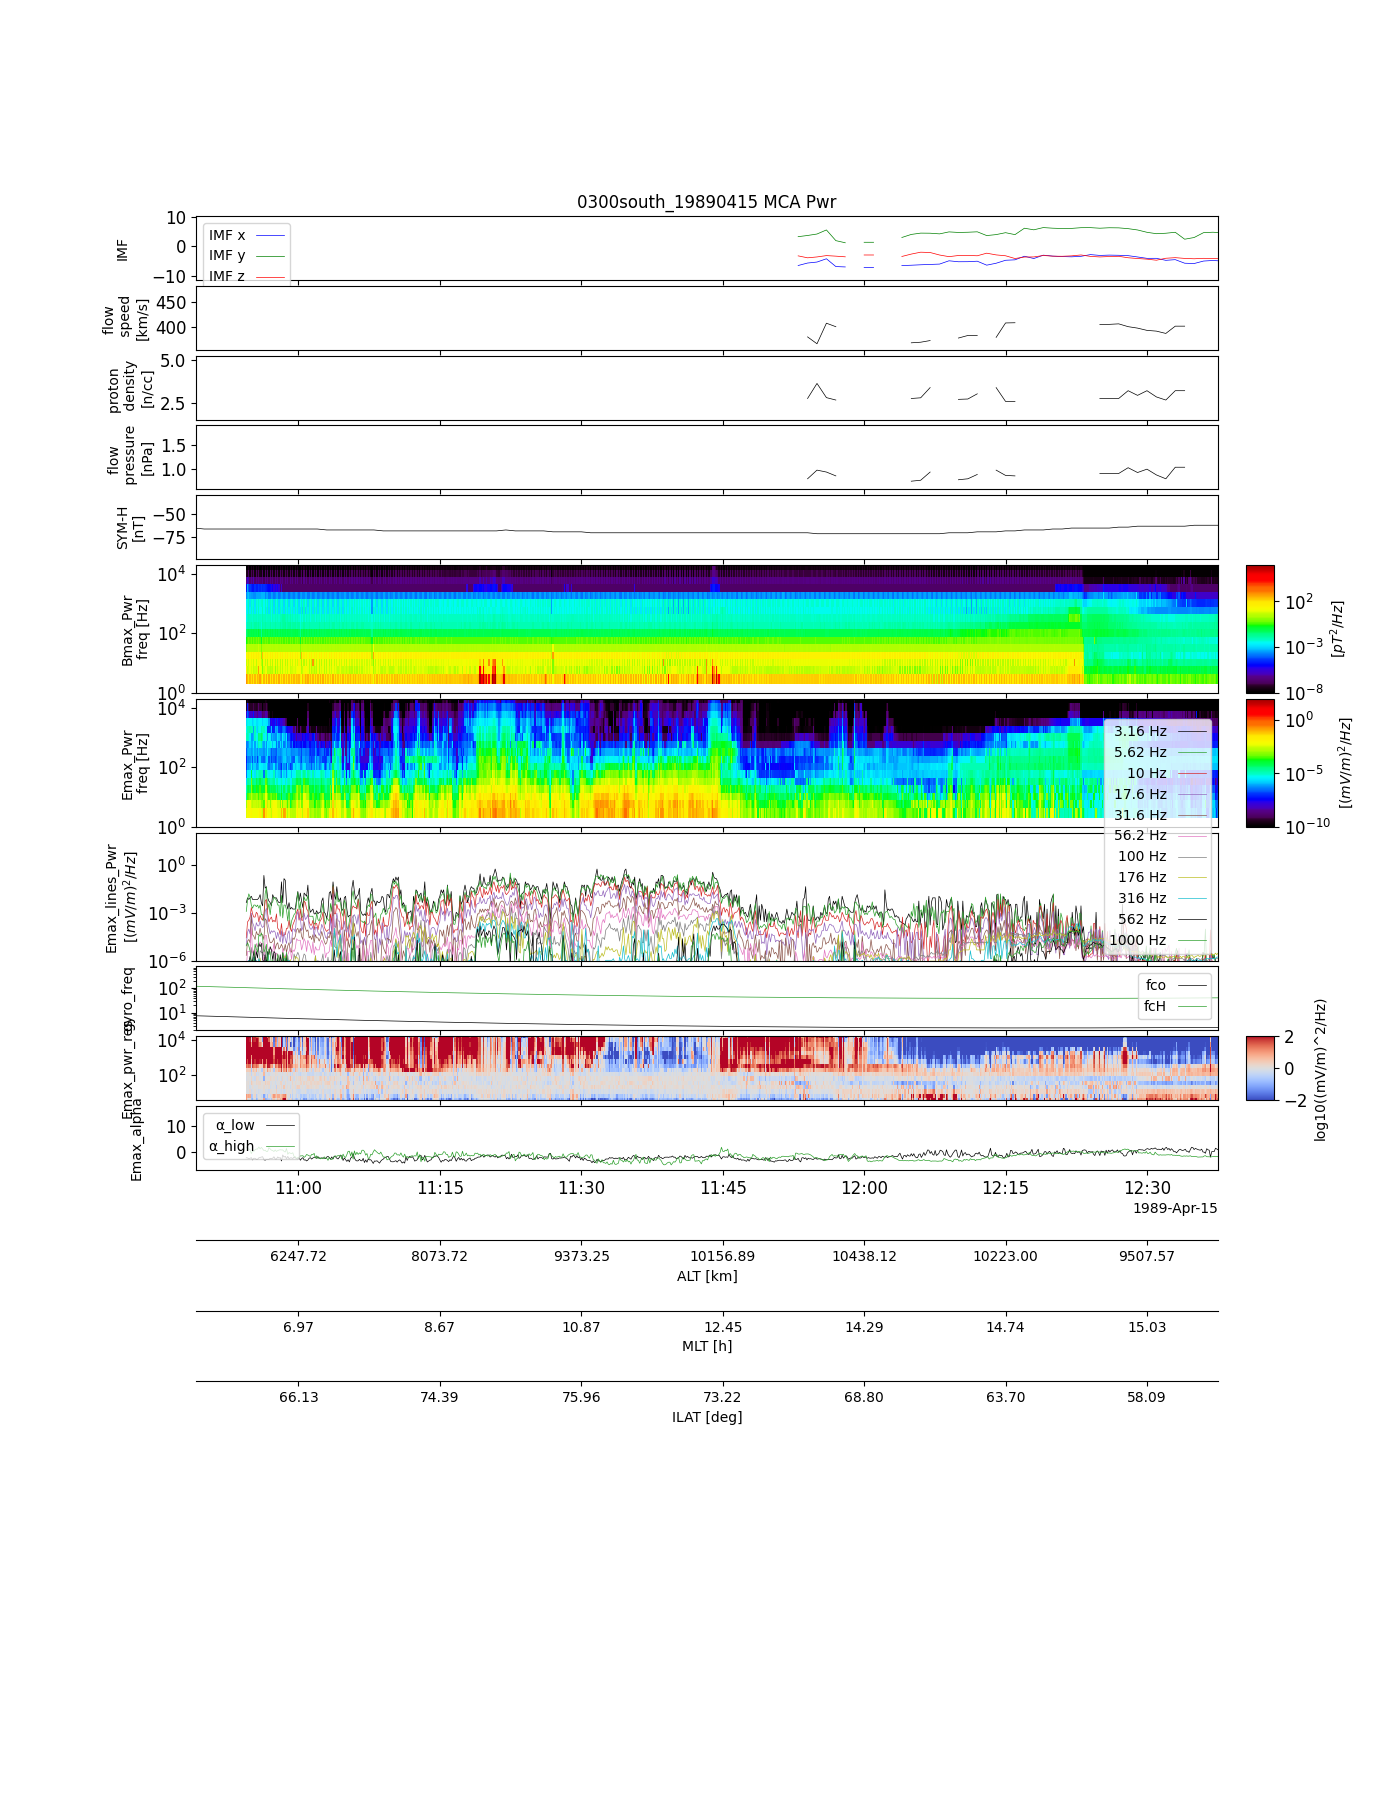 0300south_19890415 MCA Pwr
10
0
−10
IMF
IMF x
IMF y
IMF z
450
400
flow
speed
[km/s]
5.0
2.5
proton
density
[n/cc]
1.5
1.0
flow
pressure
[nPa]
−50
−75
SYM-H
[nT]
10^4
10^2
10^0
Bmax_Pwr
freq [Hz]
10^2
10^−3
10^−8
[pT^2/Hz]
10^4
10^2
10^0
Emax_Pwr
freq [Hz]
10^0
10^−5
10^−10
[(mV/m)^2/Hz]
3.16 Hz
5.62 Hz
10 Hz
17.6 Hz
31.6 Hz
56.2 Hz
100 Hz
176 Hz
316 Hz
562 Hz
1000 Hz
10^0
10^−3
10^−6
Emax_lines_Pwr
[(mV/m)^2/Hz]
10^2
10^1
gyro_freq
fco
fcH
10^4
10^2
Emax_pwr_reg
2
0
−2
log10((mV/m)^2/Hz)
10
0
Emax_alpha
α_low
α_high
11:00 11:15 11:30 11:45 12:00 12:15 12:30
1989-Apr-15
6247.72 8073.72 9373.25 10156.89 10438.12 10223.00 9507.57
ALT [km]
6.97 8.67 10.87 12.45 14.29 14.74 15.03
MLT [h]
66.13 74.39 75.96 73.22 68.80 63.70 58.09
ILAT [deg]